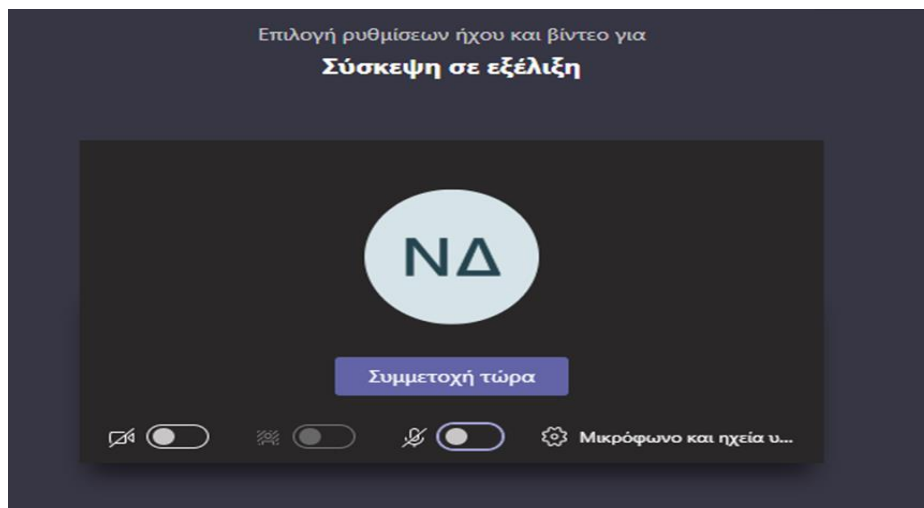 Επιλογή ρυθμίσεων ήχου και βίντεο για
Σύσκεψη σε εξέλιξη
ΝΔ
Συμμετοχή τώρα
Μικρόφωνο και ηχεία υ...